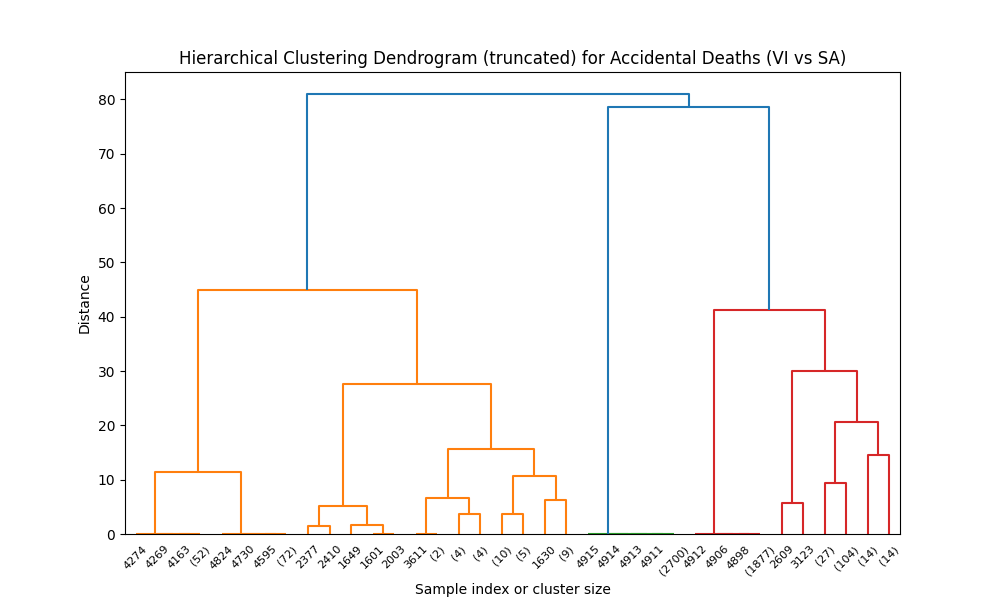 Hierarchical Clustering Dendrogram (truncated) for Accidental Deaths (VI vs SA)
80
70
60
50
40
30
20
10
0
Distance
4274 4269 4163 (52) 4824 4730 4595 (72) 2377 2410 1649 1601 2003 3611 (2) (4) (4) (10) (5) 1630 (9) 4915 4914 4913 4911 (2700) 4912 4906 4898 (1877) 2609 3123 (27) (104) (14) (14)
Sample index or cluster size